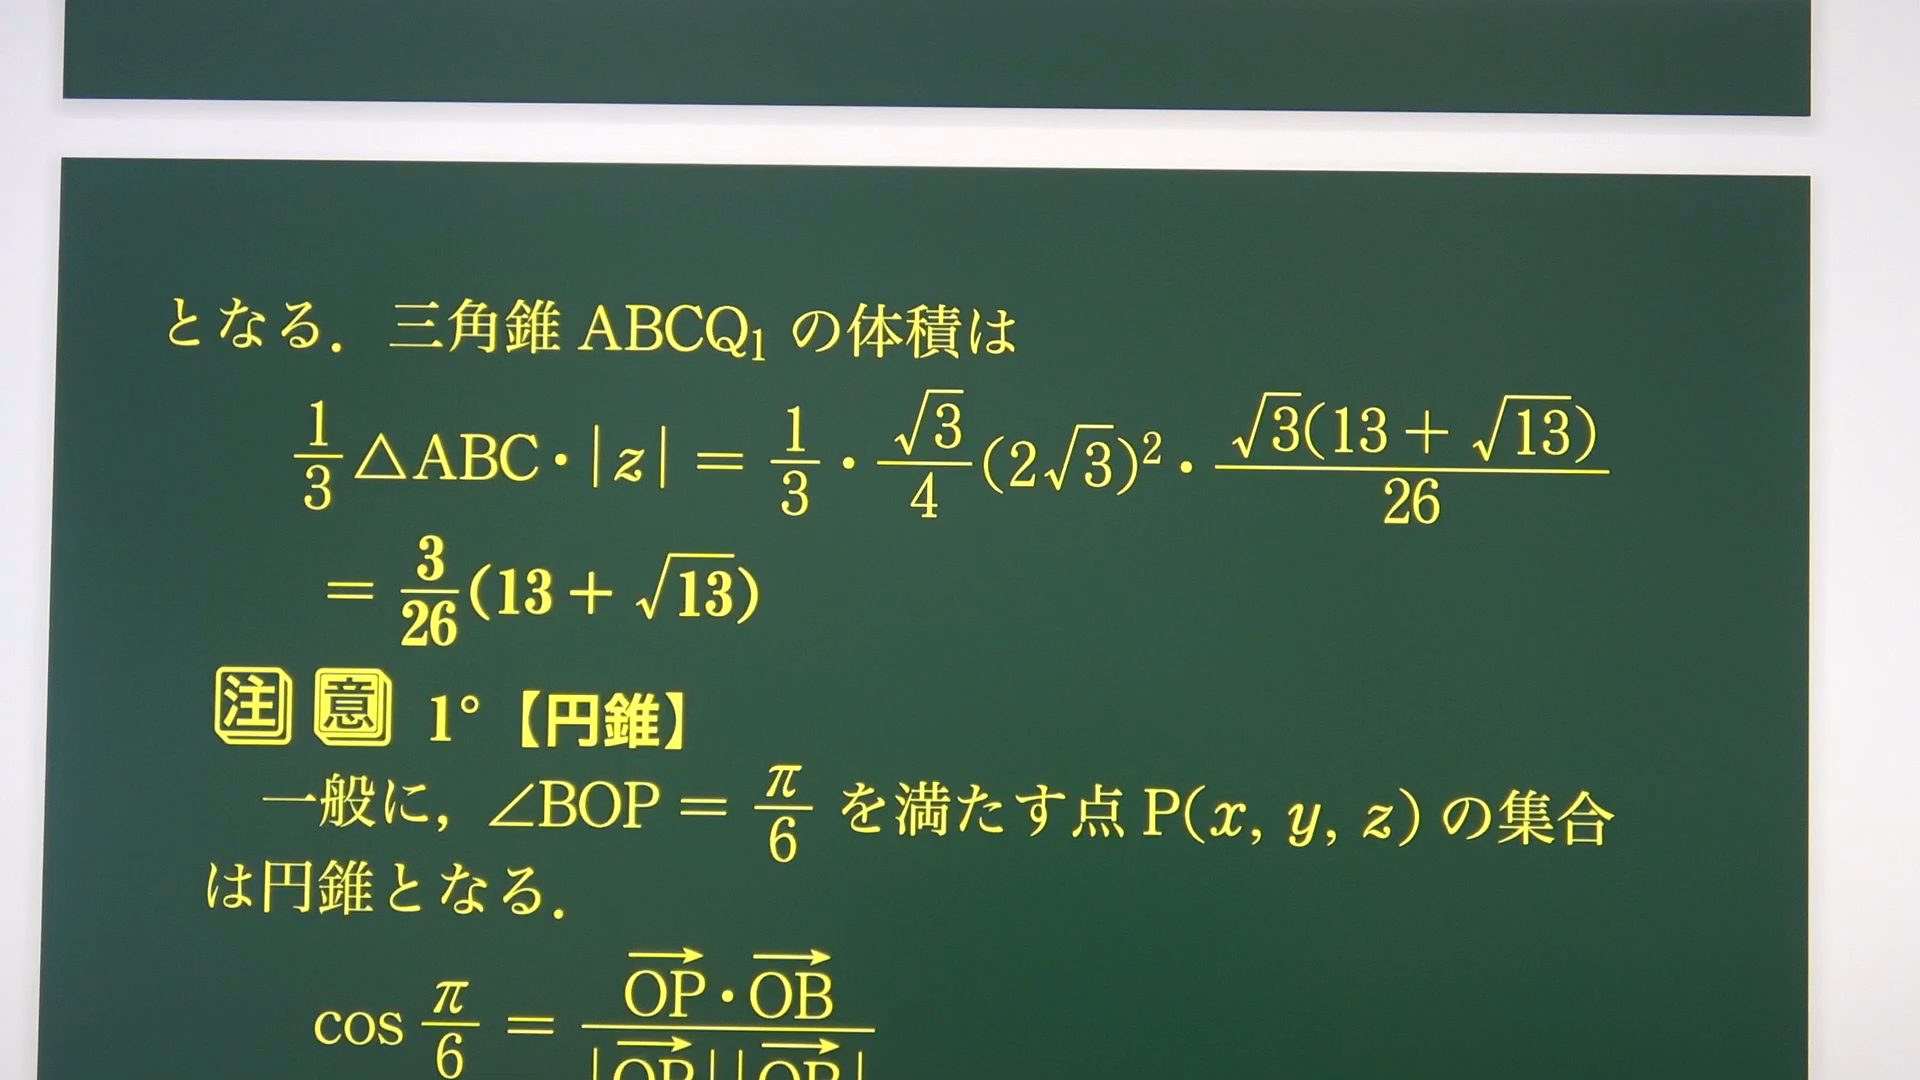 となる．三角錐 ABCQ₁ の体積は
1/3 △ABC・|z| = 1/3・√3/4 (2√3)²・√3(13+√13)/26
= 3/26 (13+√13)
注意 1°【円錐】
一般に，∠BOP = π/6 を満たす点 P(x, y, z) の集合
は円錐となる．
cos π/6 = OP→・OB→ / |OP→||OB→|